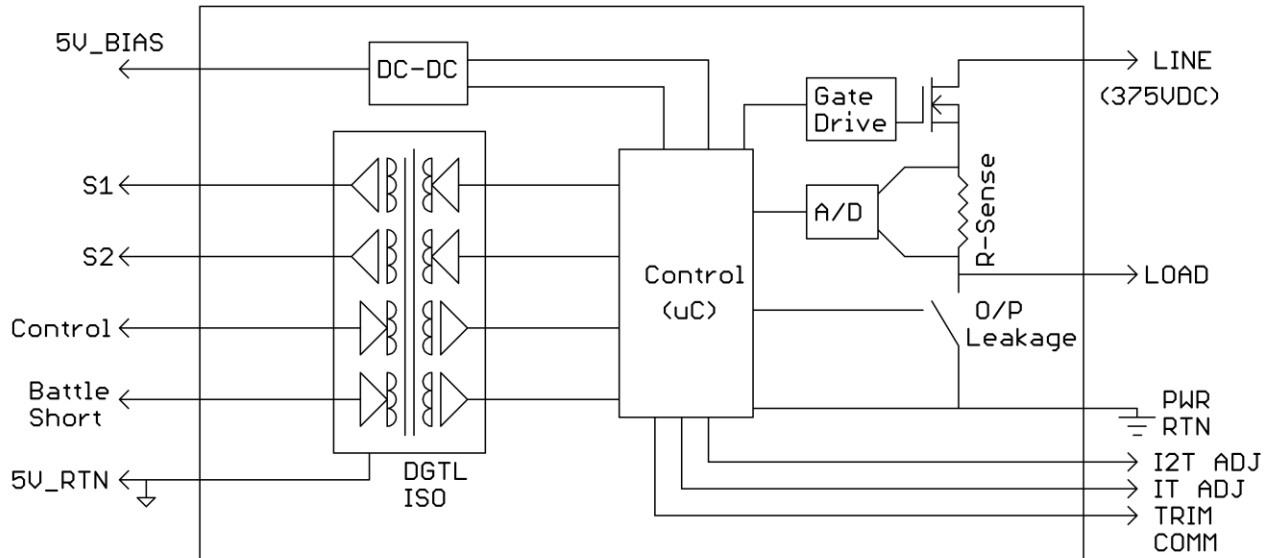 5V_BIAS
DC-DC
Gate
Drive
LINE
(375VDC)
S1
S2
Control
Battle
Short
5V_RTN
DGTL
ISO
Control
(uC)
A/D
R-Sense
LOAD
O/P
Leakage
PWR
RTN
I2T ADJ
IT ADJ
TRIM
COMM